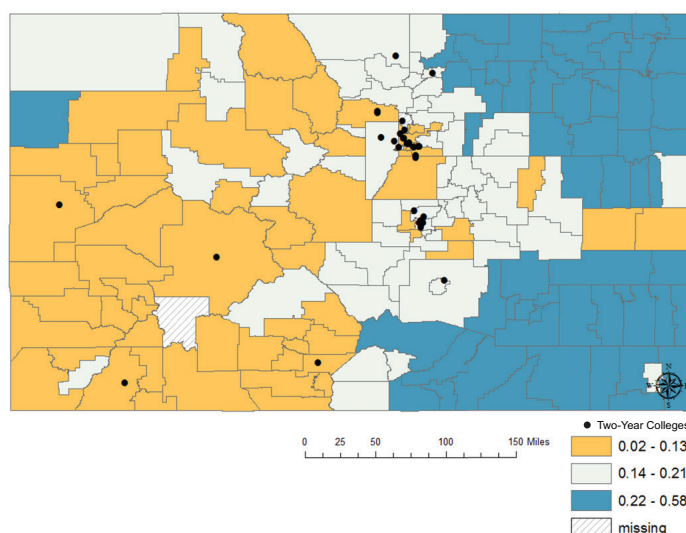 N
W
S
Two-Year Colleges
0 25 50 100 150 Miles
0.02 - 0.13
0.14 - 0.21
0.22 - 0.58
missing